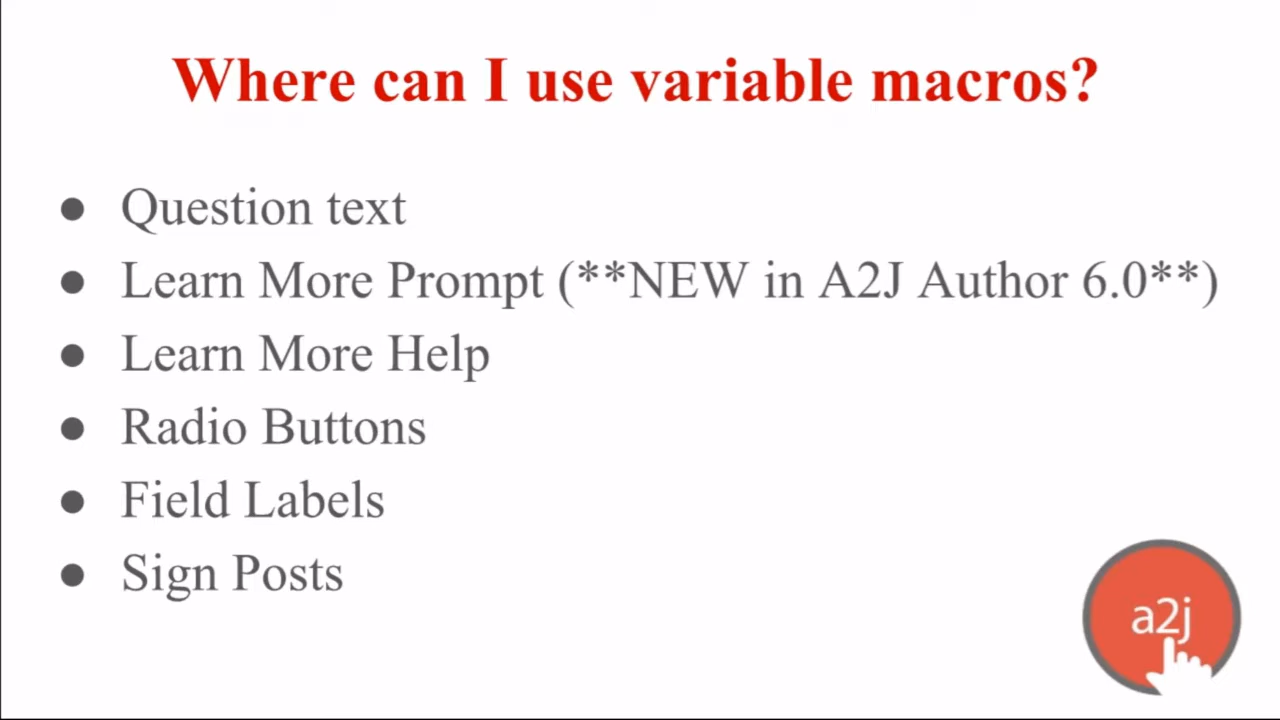 Where can I use variable macros?
● Question text
● Learn More Prompt (**NEW in A2J Author 6.0**)
● Learn More Help
● Radio Buttons
● Field Labels
● Sign Posts
a2j